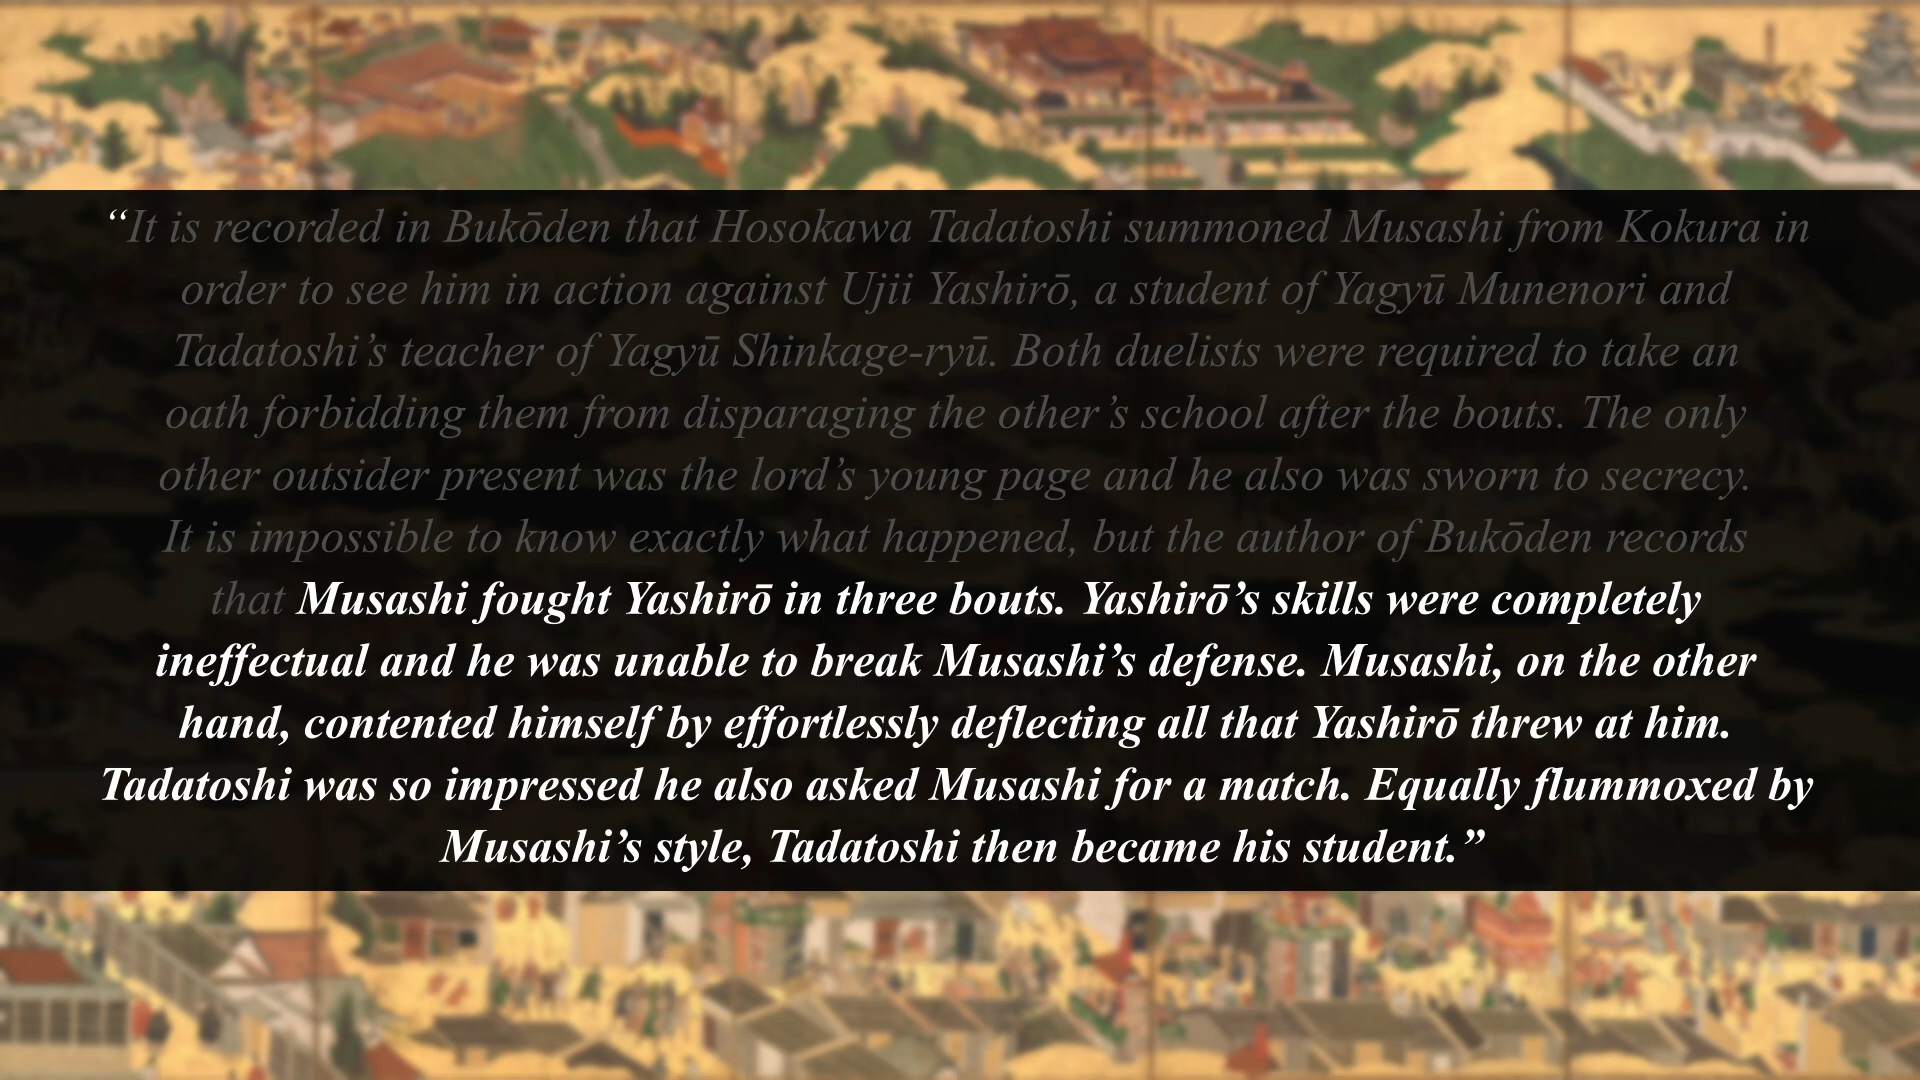 “It is recorded in Bukōden that Hosokawa Tadatoshi summoned Musashi from Kokura in
order to see him in action against Ujii Yashirō, a student of Yagyū Munenori and
Tadatoshi’s teacher of Yagyū Shinkage-ryū. Both duelists were required to take an
oath forbidding them from disparaging the other’s school after the bouts. The only
other outsider present was the lord’s young page and he also was sworn to secrecy.
It is impossible to know exactly what happened, but the author of Bukōden records
that Musashi fought Yashirō in three bouts. Yashirō’s skills were completely
ineffectual and he was unable to break Musashi’s defense. Musashi, on the other
hand, contented himself by effortlessly deflecting all that Yashirō threw at him.
Tadatoshi was so impressed he also asked Musashi for a match. Equally flummoxed by
Musashi’s style, Tadatoshi then became his student.”